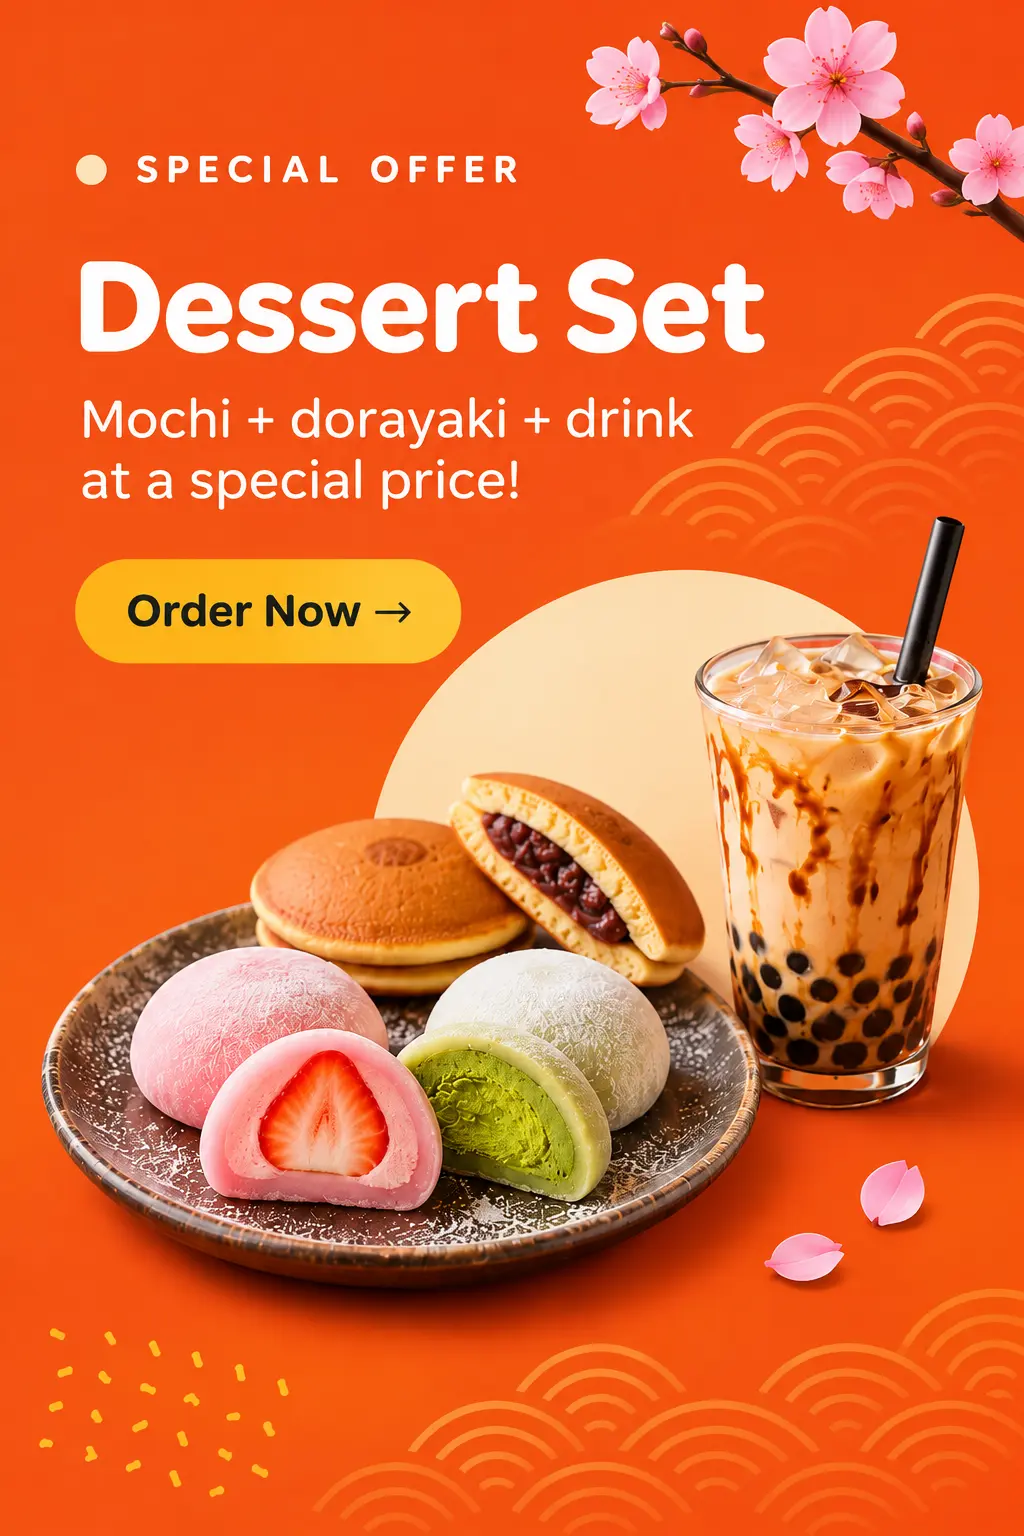 SPECIAL OFFER
Dessert Set
Mochi + dorayaki + drink
at a special price!
Order Now →